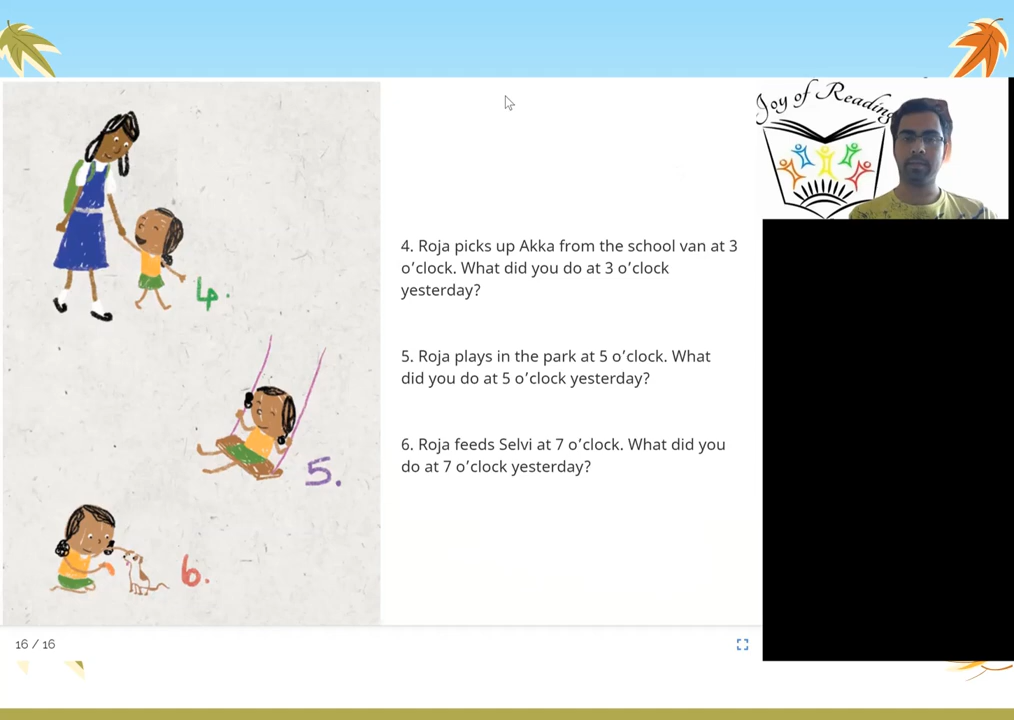 Joy of Reading
4. Roja picks up Akka from the school van at 3
o’clock. What did you do at 3 o’clock
yesterday?
4.
5. Roja plays in the park at 5 o’clock. What
did you do at 5 o’clock yesterday?
5.
6. Roja feeds Selvi at 7 o’clock. What did you
do at 7 o’clock yesterday?
6.
16 / 16